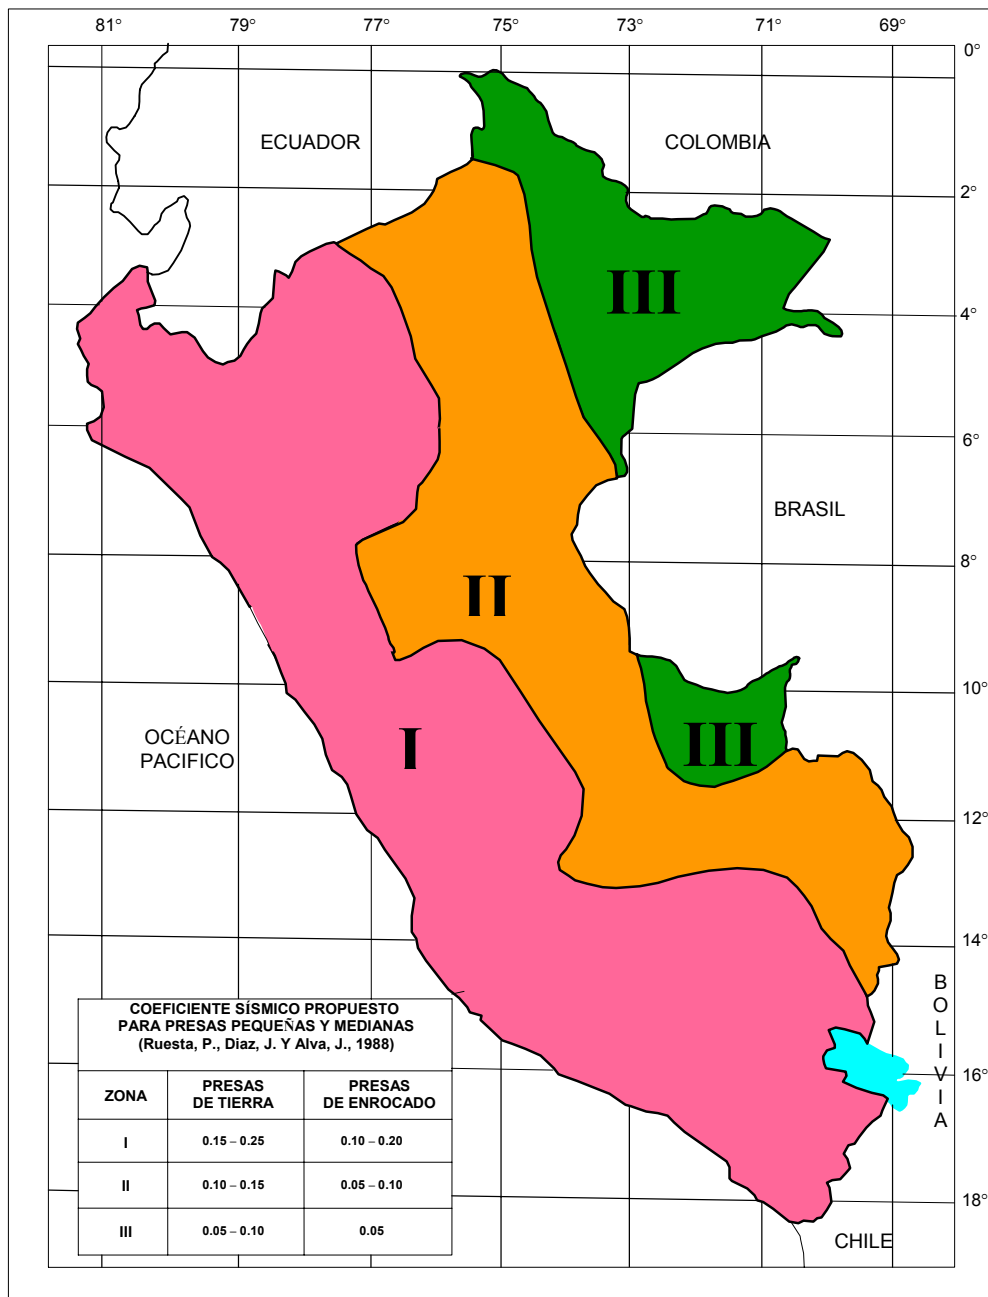 81° 79° 77° 75° 73° 71° 69°
0°
ECUADOR COLOMBIA
2°
III
4°
6°
BRASIL
8°
II
10°
OCÉANO
PACIFICO
I
III
12°
14°
BOLIVIA
COEFICIENTE SÍSMICO PROPUESTO
PARA PRESAS PEQUEÑAS Y MEDIANAS
(Ruesta, P., Diaz, J. Y Alva, J., 1988)
16°
ZONA PRESAS DE TIERRA PRESAS DE ENROCADO
I 0.15 – 0.25 0.10 – 0.20
II 0.10 – 0.15 0.05 – 0.10
18°
III 0.05 – 0.10 0.05
CHILE